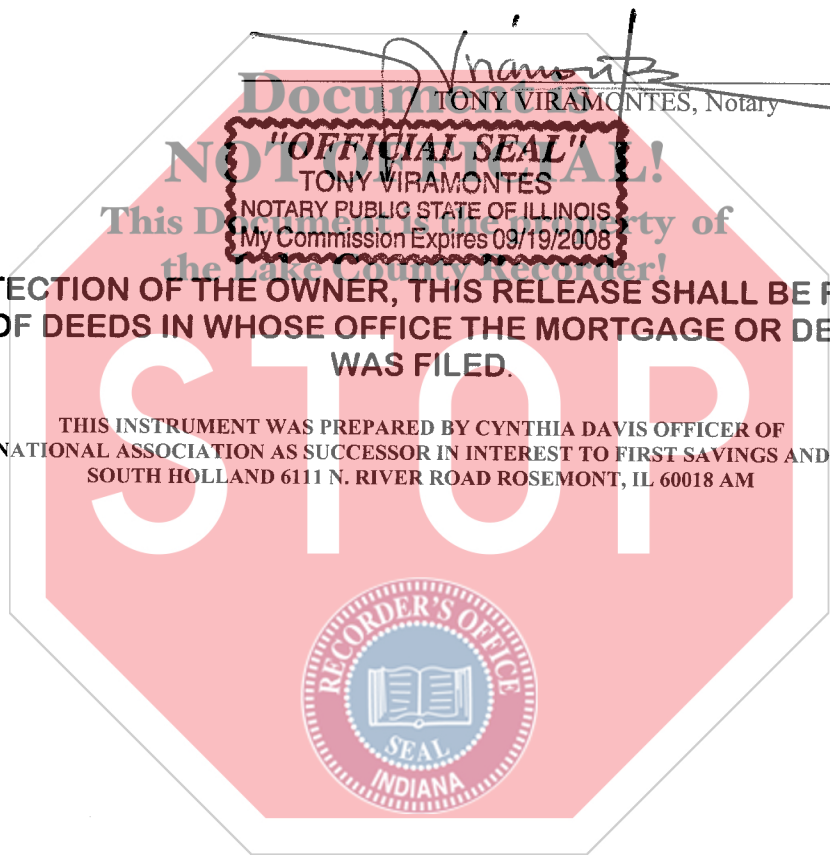 Viramontes
TONY VIRAMONTES, Notary
Document is
NOT OFFICIAL!
This Document is the property of
the Lake County Recorder!
"OFFICIAL SEAL"
TONY VIRAMONTES
NOTARY PUBLIC STATE OF ILLINOIS
My Commission Expires 09/19/2008
TECTION OF THE OWNER, THIS RELEASE SHALL BE F
OF DEEDS IN WHOSE OFFICE THE MORTGAGE OR DE
WAS FILED.
THIS INSTRUMENT WAS PREPARED BY CYNTHIA DAVIS OFFICER OF
NATIONAL ASSOCIATION AS SUCCESSOR IN INTEREST TO FIRST SAVINGS AND
SOUTH HOLLAND 6111 N. RIVER ROAD ROSEMONT, IL 60018 AM
STOP
RECORDER'S OFFICE
SEAL
INDIANA